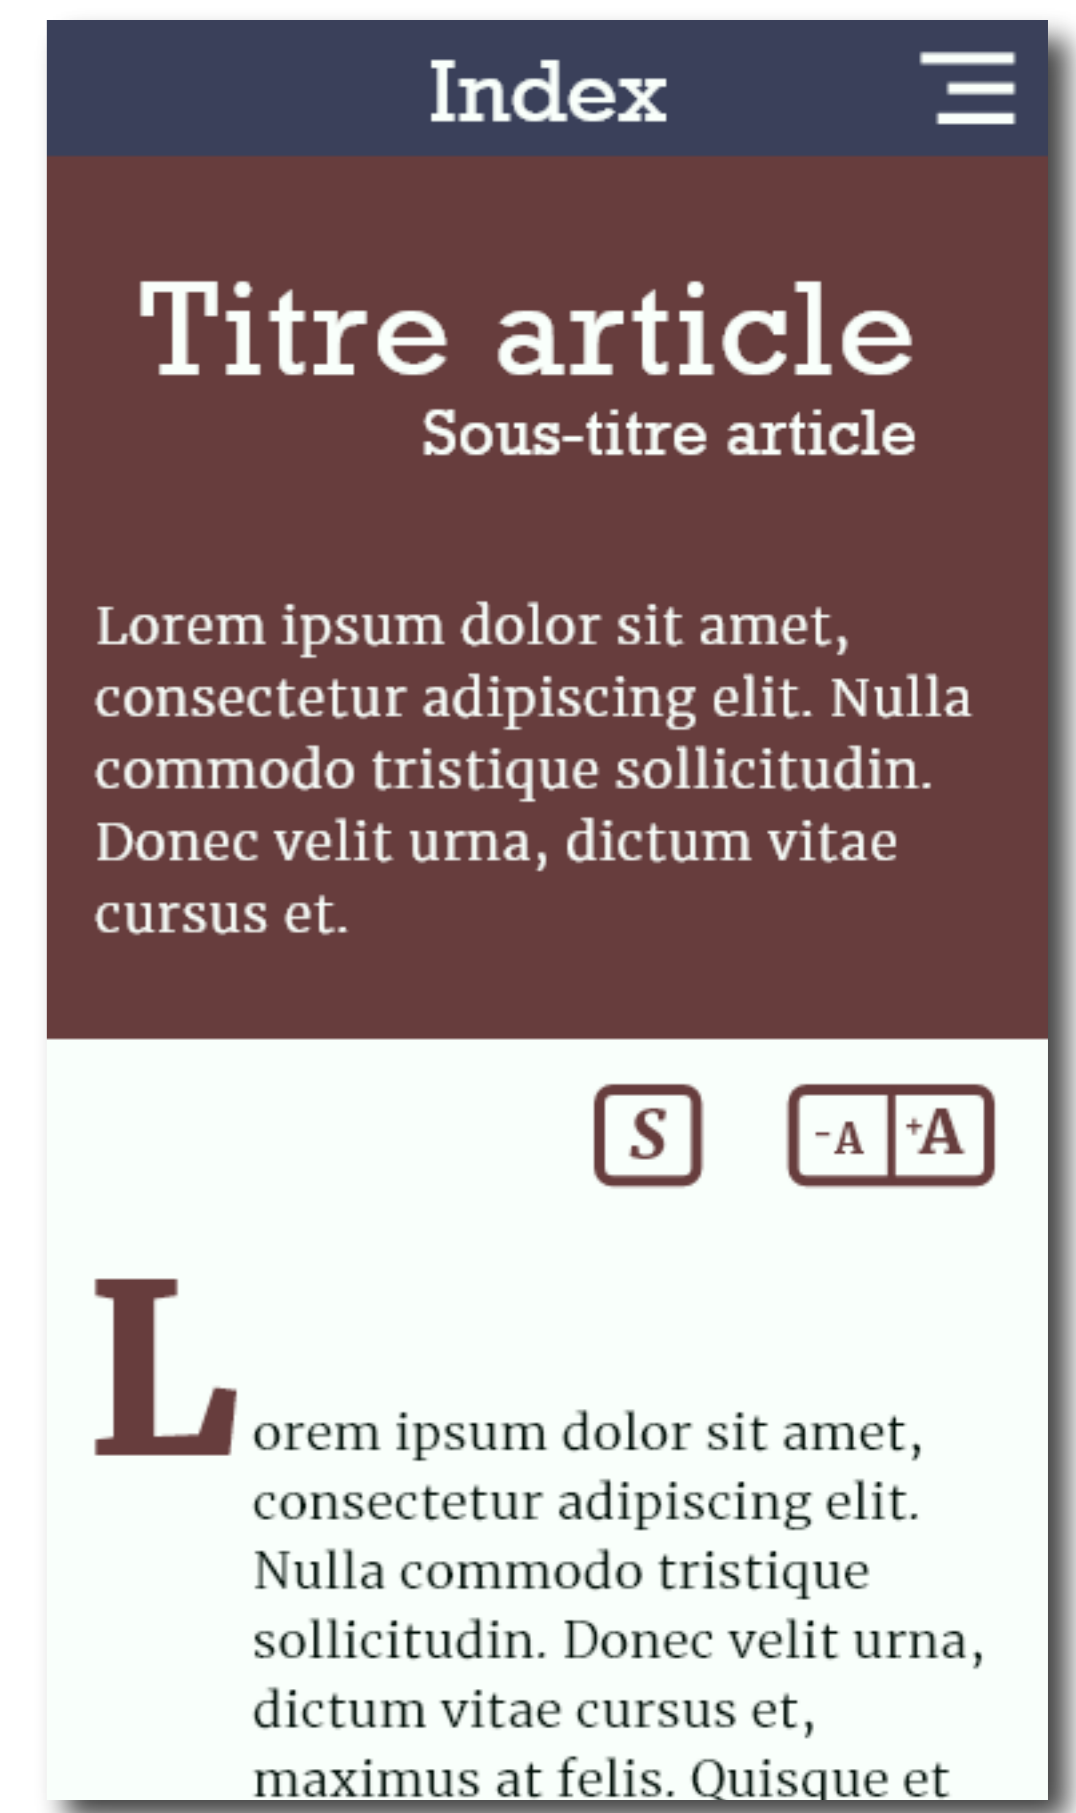 Index
Titre article
Sous-titre article
Lorem ipsum dolor sit amet,
consectetur adipiscing elit. Nulla
commodo tristique sollicitudin.
Donec velit urna, dictum vitae
cursus et.
S -A +A
Lorem ipsum dolor sit amet,
consectetur adipiscing elit.
Nulla commodo tristique
sollicitudin. Donec velit urna,
dictum vitae cursus et,
maximus at felis. Quisque et